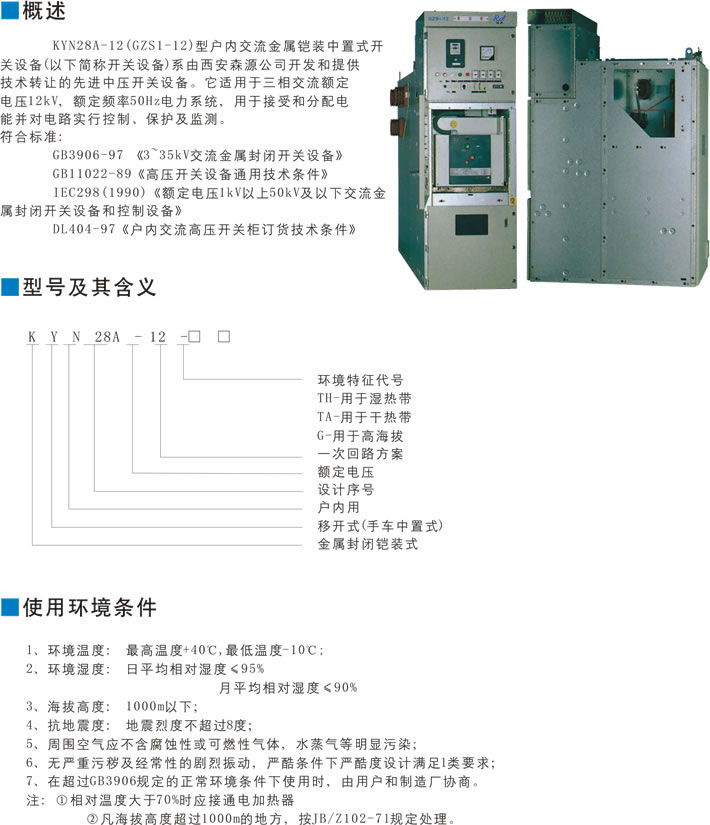 概述
KYN28A-12(GZS1-12)型户内交流金属铠装中置式开
关设备(以下简称开关设备)系由西安森源公司开发和提供
技术转让的先进中压开关设备。它适用于三相交流额定
电压12kV, 额定频率50Hz电力系统, 用于接受和分配电
能并对电路实行控制、保护及监测。
符合标准:
GB3906-97 《3~35kV交流金属封闭开关设备》
GB11022-89《高压开关设备通用技术条件》
IEC298(1990)《额定电压1kV以上50kV及以下交流金
属封闭开关设备和控制设备》
DL404-97《户内交流高压开关柜订货技术条件》
GZS1-12
型号及其含义
K Y N 28A -12 -□ □
环境特征代号
TH-用于湿热带
TA-用于干热带
G-用于高海拔
一次回路方案
额定电压
设计序号
户内用
移开式(手车中置式)
金属封闭铠装式
使用环境条件
1、环境温度: 最高温度+40℃,最低温度-10℃;
2、环境湿度: 日平均相对湿度≤95%
月平均相对湿度≤90%
3、海拔高度: 1000m以下;
4、抗地震度: 地震烈度不超过8度;
5、周围空气应不含腐蚀性或可燃性气体, 水蒸气等明显污染;
6、无严重污秽及经常性的剧烈振动, 严酷条件下严酷度设计满足1类要求;
7、在超过GB3906规定的正常环境条件下使用时, 由用户和制造厂协商。
注: ①相对温度大于70%时应接通电加热器
②凡海拔高度超过1000m的地方, 按JB/Z102-71规定处理。